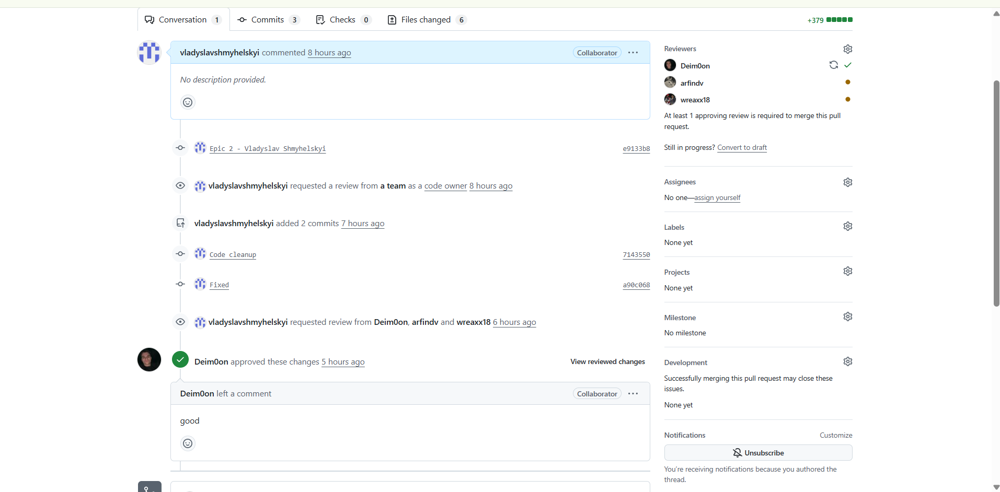 Conversation 1 Commits 3 Checks 0 Files changed 6 +379
vladyslavshmyhelskyi commented 8 hours ago Collaborator
No description provided.
Epic 2 - Vladyslav Shmyhelskyi e9133b8
vladyslavshmyhelskyi requested a review from a team as a code owner 8 hours ago
vladyslavshmyhelskyi added 2 commits 7 hours ago
Code cleanup 7143550
Fixed a90c068
vladyslavshmyhelskyi requested review from Deim0on, arfindv and wreaxx18 6 hours ago
Deim0on approved these changes 5 hours ago View reviewed changes
Deim0on left a comment Collaborator
good
Reviewers
Deim0on
arfindv
wreaxx18
At least 1 approving review is required to merge this pull
request.
Still in progress? Convert to draft
Assignees
No one—assign yourself
Labels
None yet
Projects
None yet
Milestone
No milestone
Development
Successfully merging this pull request may close these
issues.
None yet
Notifications Customize
Unsubscribe
You're receiving notifications because you authored the
thread.